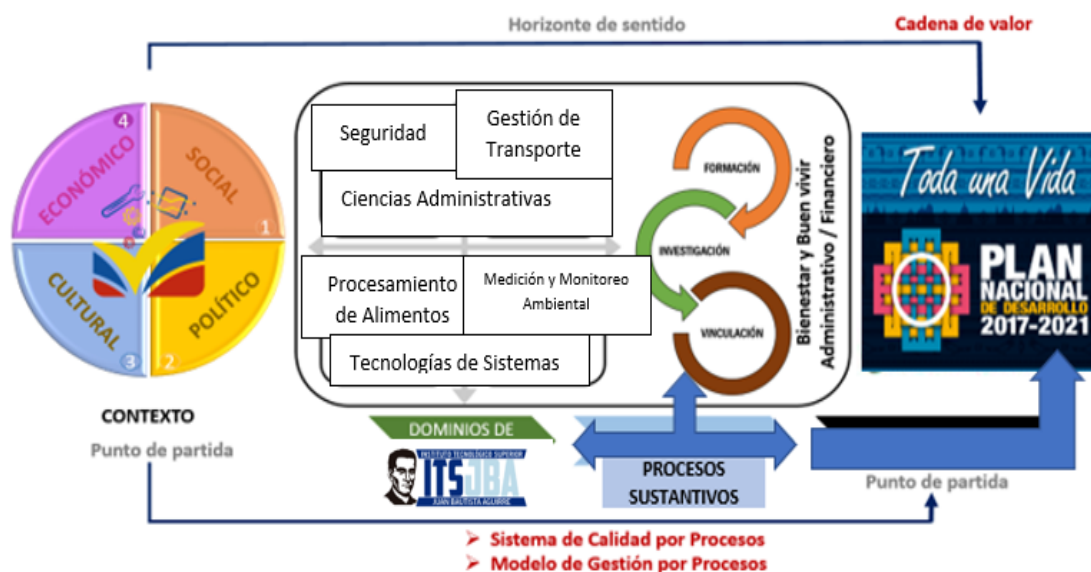 Horizonte de sentido
Cadena de valor
4
ECONÓMICO
SOCIAL
1
CULTURAL
3
POLÍTICO
2
CONTEXTO
Punto de partida
Seguridad
Gestión de
Transporte
Ciencias Administrativas
Procesamiento
de Alimentos
Medición y Monitoreo
Ambiental
Tecnologías de Sistemas
FORMACIÓN
INVESTIGACIÓN
VINCULACIÓN
Bienestar y Buen vivir
Administrativo / Financiero
Toda una Vida
PLAN
NACIONAL
DE DESARROLLO
2017-2021
DOMINIOS DE
INSTITUTO TECNOLÓGICO SUPERIOR
ITSJBA
JUAN BAUTISTA AGUIRRE
PROCESOS
SUSTANTIVOS
Punto de partida
➤ Sistema de Calidad por Procesos
➤ Modelo de Gestión por Procesos